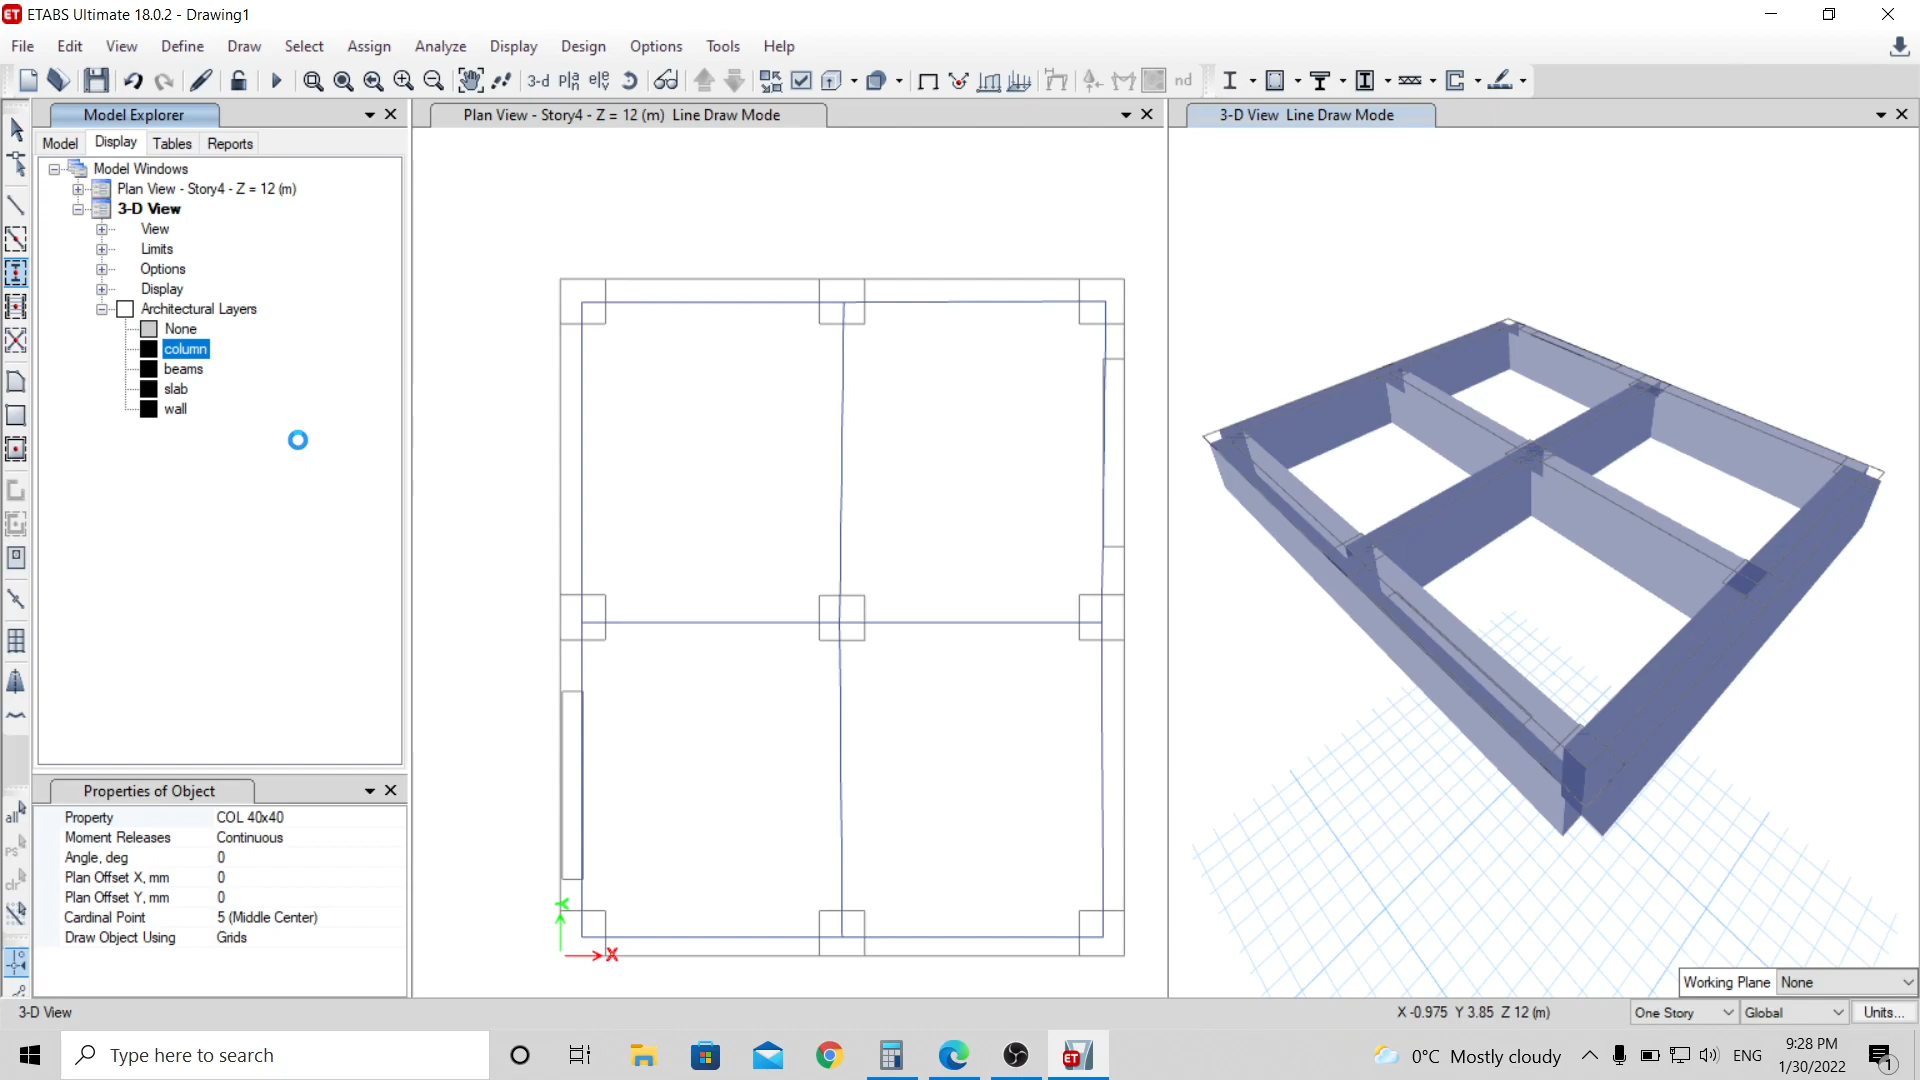 ET ETABS Ultimate 18.0.2 - Drawing1
File Edit View Define Draw Select Assign Analyze Display Design Options Tools Help
3-d nd
Model Explorer
Model Display Tables Reports
Model Windows
Plan View - Story4 - Z = 12 (m)
3-D View
View
Limits
Options
Display
Architectural Layers
None
column
beams
slab
wall
all
PS
clr
Properties of Object
Property COL 40x40
Moment Releases Continuous
Angle, deg 0
Plan Offset X, mm 0
Plan Offset Y, mm 0
Cardinal Point 5 (Middle Center)
Draw Object Using Grids
Plan View - Story4 - Z = 12 (m) Line Draw Mode
Y
X
3-D View Line Draw Mode
Working Plane None
3-D View
X -0.975 Y 3.85 Z 12 (m)
One Story
Global
Units...
Type here to search
ET
0°C Mostly cloudy
ENG
9:28 PM
1/30/2022
1